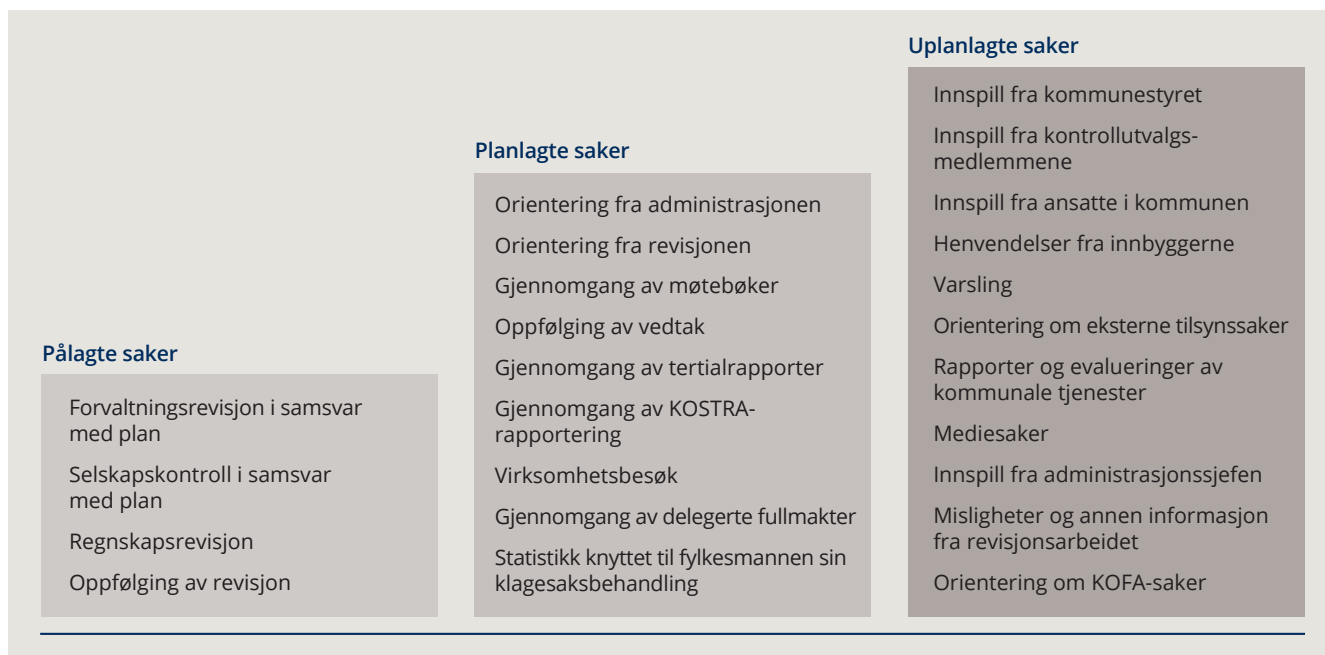 Pålagte saker
Forvaltningsrevisjon i samsvar
med plan
Selskapskontroll i samsvar
med plan
Regnskapsrevisjon
Oppfølging av revisjon
Planlagte saker
Orientering fra administrasjonen
Orientering fra revisjonen
Gjennomgang av møtebøker
Oppfølging av vedtak
Gjennomgang av tertialrapporter
Gjennomgang av KOSTRA-
rapportering
Virksomhetsbesøk
Gjennomgang av delegerte fullmakter
Statistikk knyttet til fylkesmannen sin
klagesaksbehandling
Uplanlagte saker
Innspill fra kommunestyret
Innspill fra kontrollutvalgs-
medlemmene
Innspill fra ansatte i kommunen
Henvendelser fra innbyggerne
Varsling
Orientering om eksterne tilsynssaker
Rapporter og evalueringer av
kommunale tjenester
Mediesaker
Innspill fra administrasjonssjefen
Misligheter og annen informasjon
fra revisjonsarbeidet
Orientering om KOFA-saker